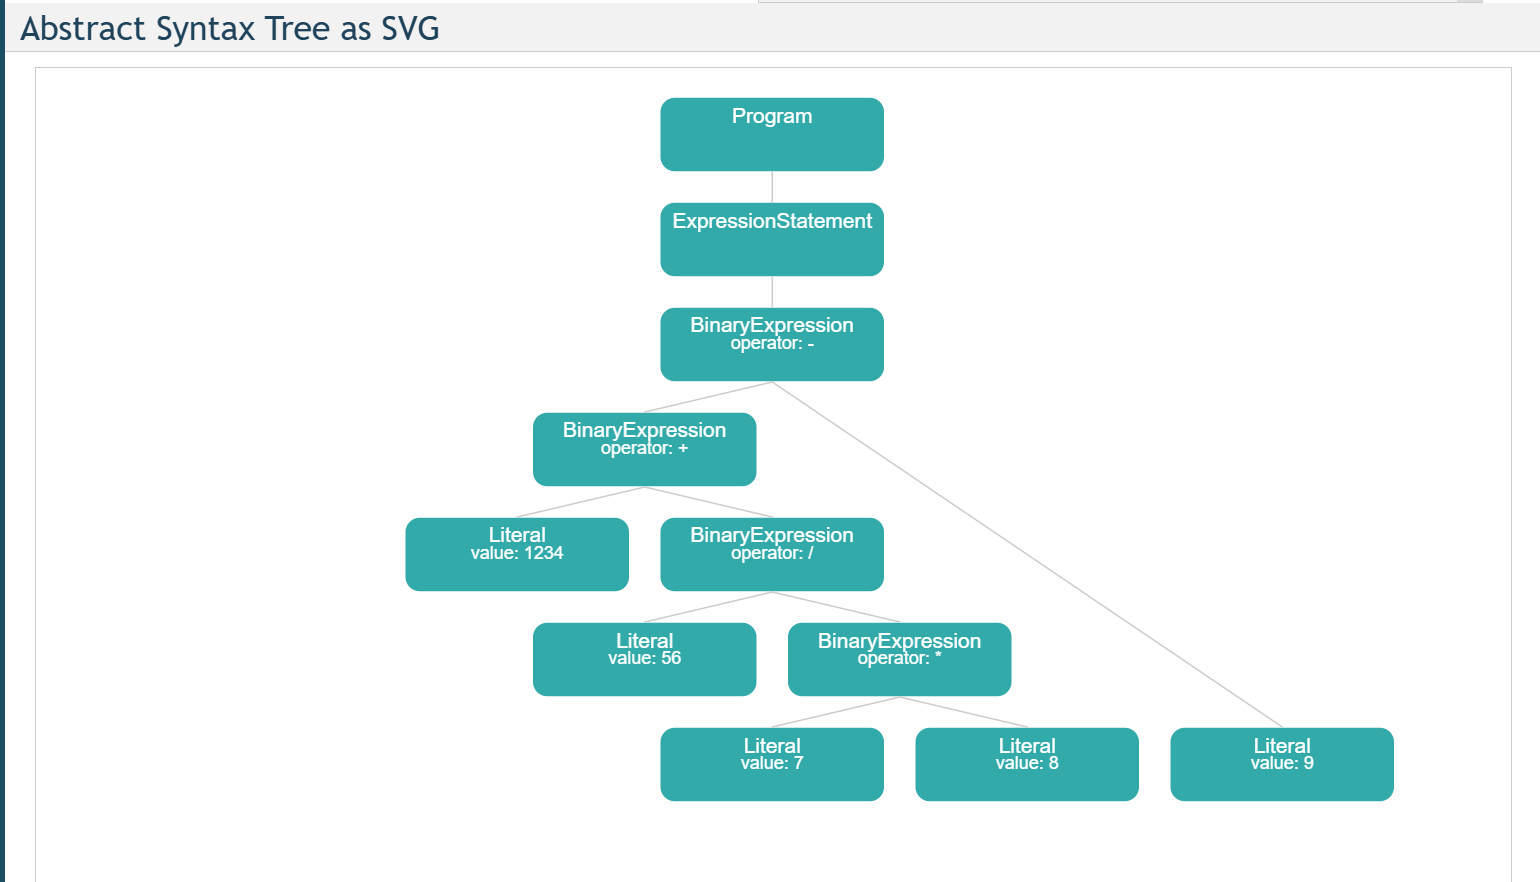 Abstract Syntax Tree as SVG
Program
ExpressionStatement
BinaryExpression
operator: -
BinaryExpression
operator: +
Literal
value: 1234
BinaryExpression
operator: /
Literal
value: 56
BinaryExpression
operator: *
Literal
value: 7
Literal
value: 8
Literal
value: 9